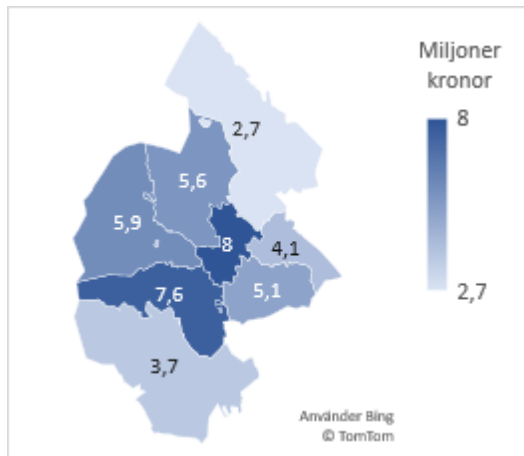 Miljoner
kronor
8
2,7
5,6
5,9
8
4,1
7,6
5,1
2,7
3,7
Använder Bing
© TomTom